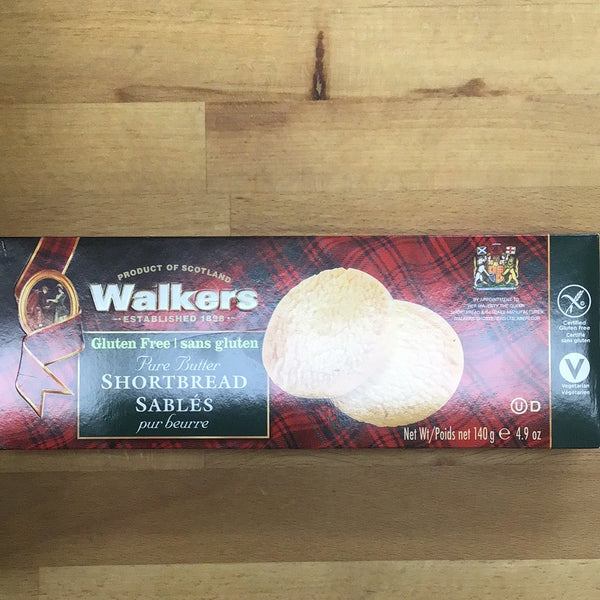 PRODUCT OF SCOTLAND
Walkers
ESTABLISHED 1898
Gluten Free | sans gluten
Pure Butter
SHORTBREAD
SABLÉS
pur beurre
BY APPOINTMENT TO
HER MAJESTY THE QUEEN
Net Wt/Poids net 140 g e 4.9 oz
U D
Certified
Gluten Free
Certifié
sans gluten
V
Vegetarian
Végétarien